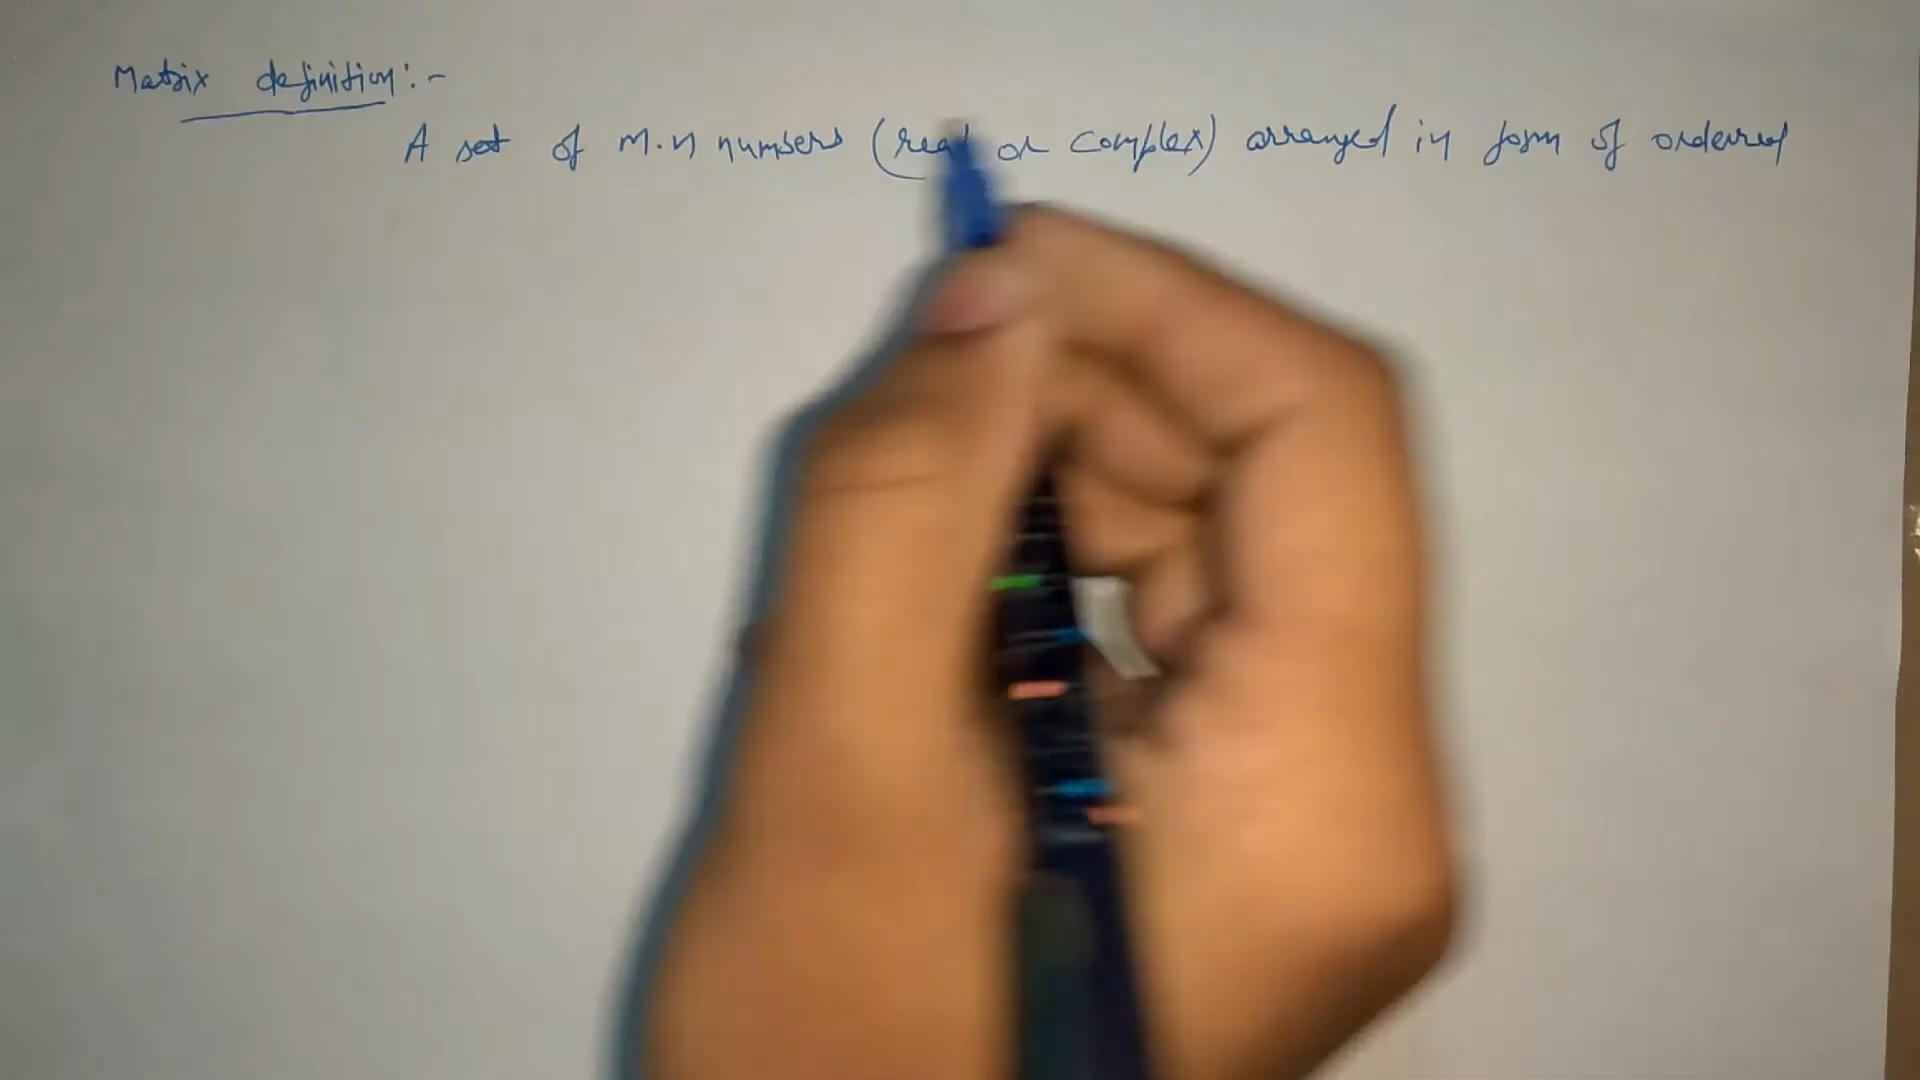 Matrix definition:-
A set of m.n numbers (real or complex) arranged in form of ordered